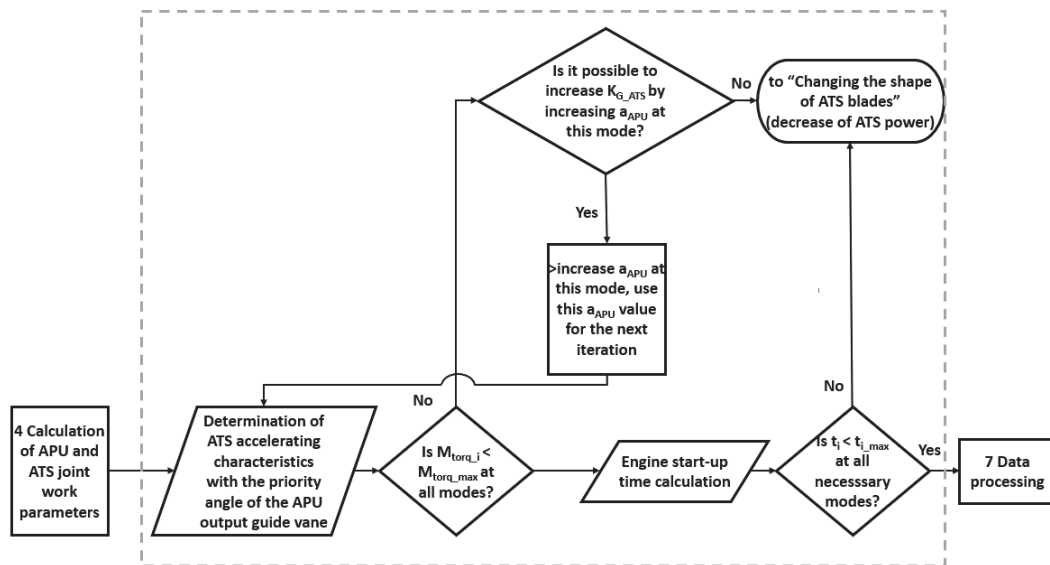 Is it possible to
increase K_G_ATS by
increasing a_APU at
this mode?
No
to “Changing the shape
of ATS blades”
(decrease of ATS power)
Yes
>increase a_APU at
this mode, use
this a_APU value
for the next
iteration
No
No
4 Calculation
of APU and
ATS joint
work
parameters
Determination of
ATS accelerating
characteristics
with the priority
angle of the APU
output guide vane
Is M_torq_i <
M_torq_max at
all modes?
Engine start-up
time calculation
Is t_i < t_i_max
at all
necesssary
modes?
Yes
7 Data
processing